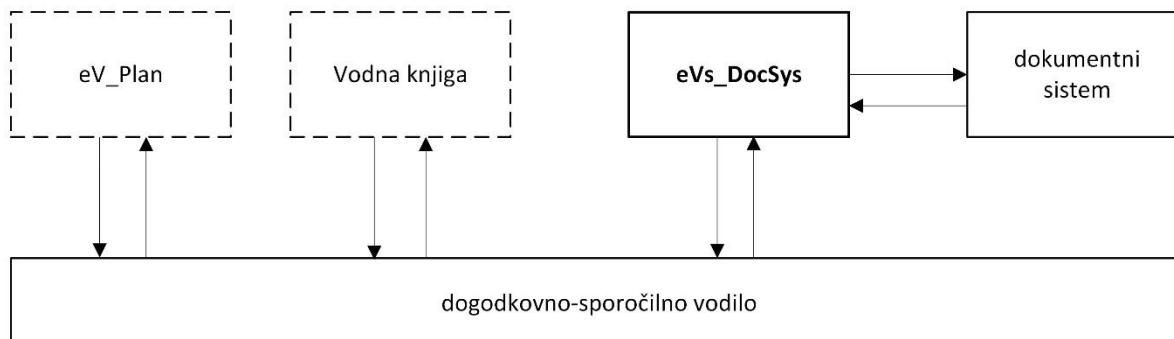 eV_Plan
Vodna knjiga
eVs_DocSys
dokumentni
sistem
dogodkovno-sporočilno vodilo